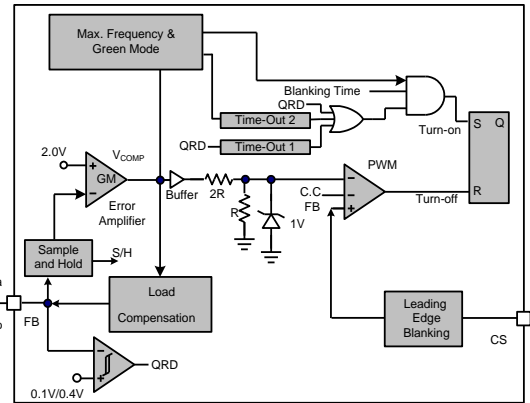 Max. Frequency &
Green Mode
Blanking Time
QRD
Time-Out 2
QRD
Time-Out 1
Turn-on
S Q
R
2.0V
VCOMP
GM
Error
Amplifier
Buffer
2R
R
1V
C.C
FB
PWM
Turn-off
Sample
and Hold
S/H
Load
Compensation
Leading
Edge
Blanking
FB
CS
QRD
0.1V/0.4V